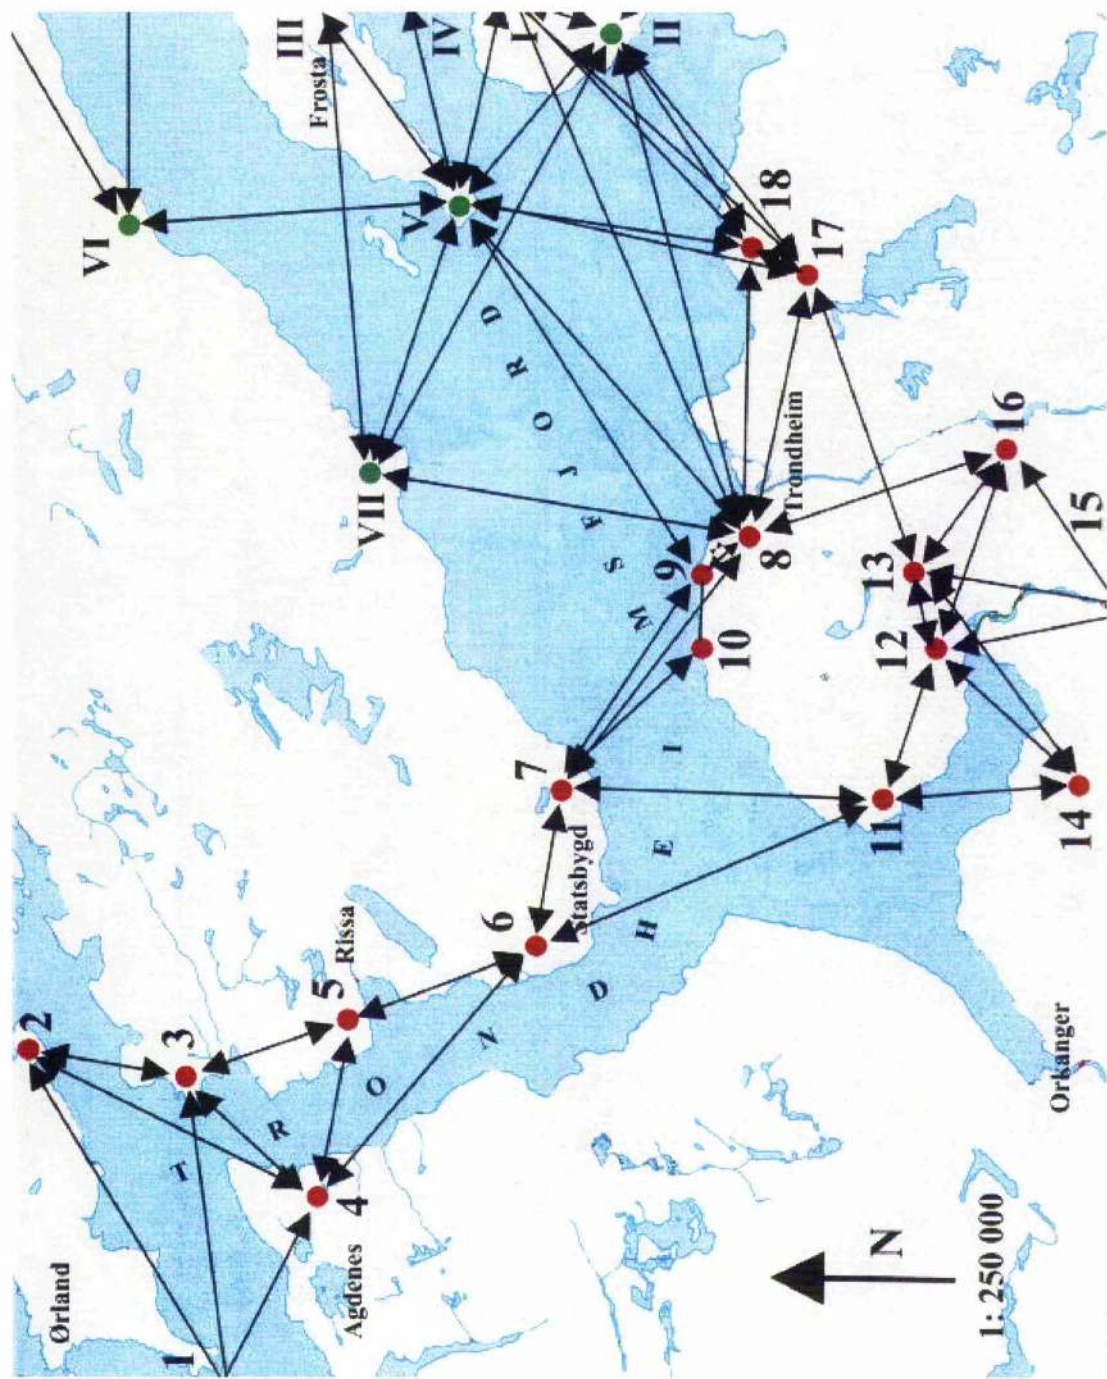 2
Ørland
VI
1
3
TRONDHEIMSFJORD
III
Frosta
5
Rissa
Agdenes
4
VII
V
IV
6
I
7
Statsbygd
9
II
10
8
18
Trondheim
17
N
11
12
13
1: 250 000
16
Orkanger
14
15